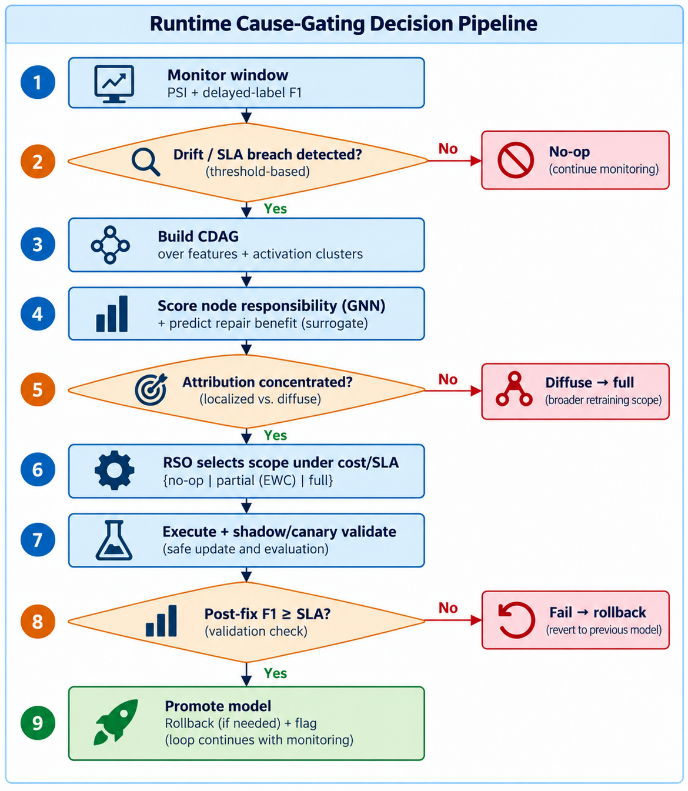 Runtime Cause-Gating Decision Pipeline
1
Monitor window
PSI + delayed-label F1
2
Drift / SLA breach detected?
(threshold-based)
No
No-op
(continue monitoring)
Yes
3
Build CDAG
over features + activation clusters
4
Score node responsibility (GNN)
+ predict repair benefit (surrogate)
5
Attribution concentrated?
(localized vs. diffuse)
No
Diffuse → full
(broader retraining scope)
Yes
6
RSO selects scope under cost/SLA
{no-op | partial (EWC) | full}
7
Execute + shadow/canary validate
(safe update and evaluation)
8
Post-fix F1 ≥ SLA?
(validation check)
No
Fail → rollback
(revert to previous model)
Yes
9
Promote model
Rollback (if needed) + flag
(loop continues with monitoring)